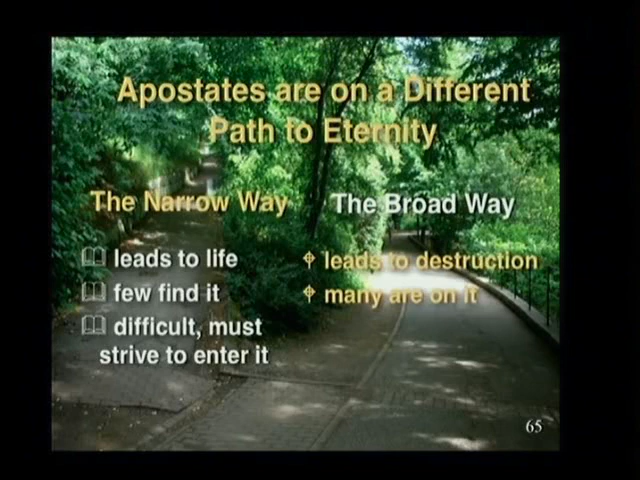 Apostates are on a Different
Path to Eternity
The Narrow Way
leads to life
few find it
difficult, must
strive to enter it
The Broad Way
leads to destruction
many are on it
65